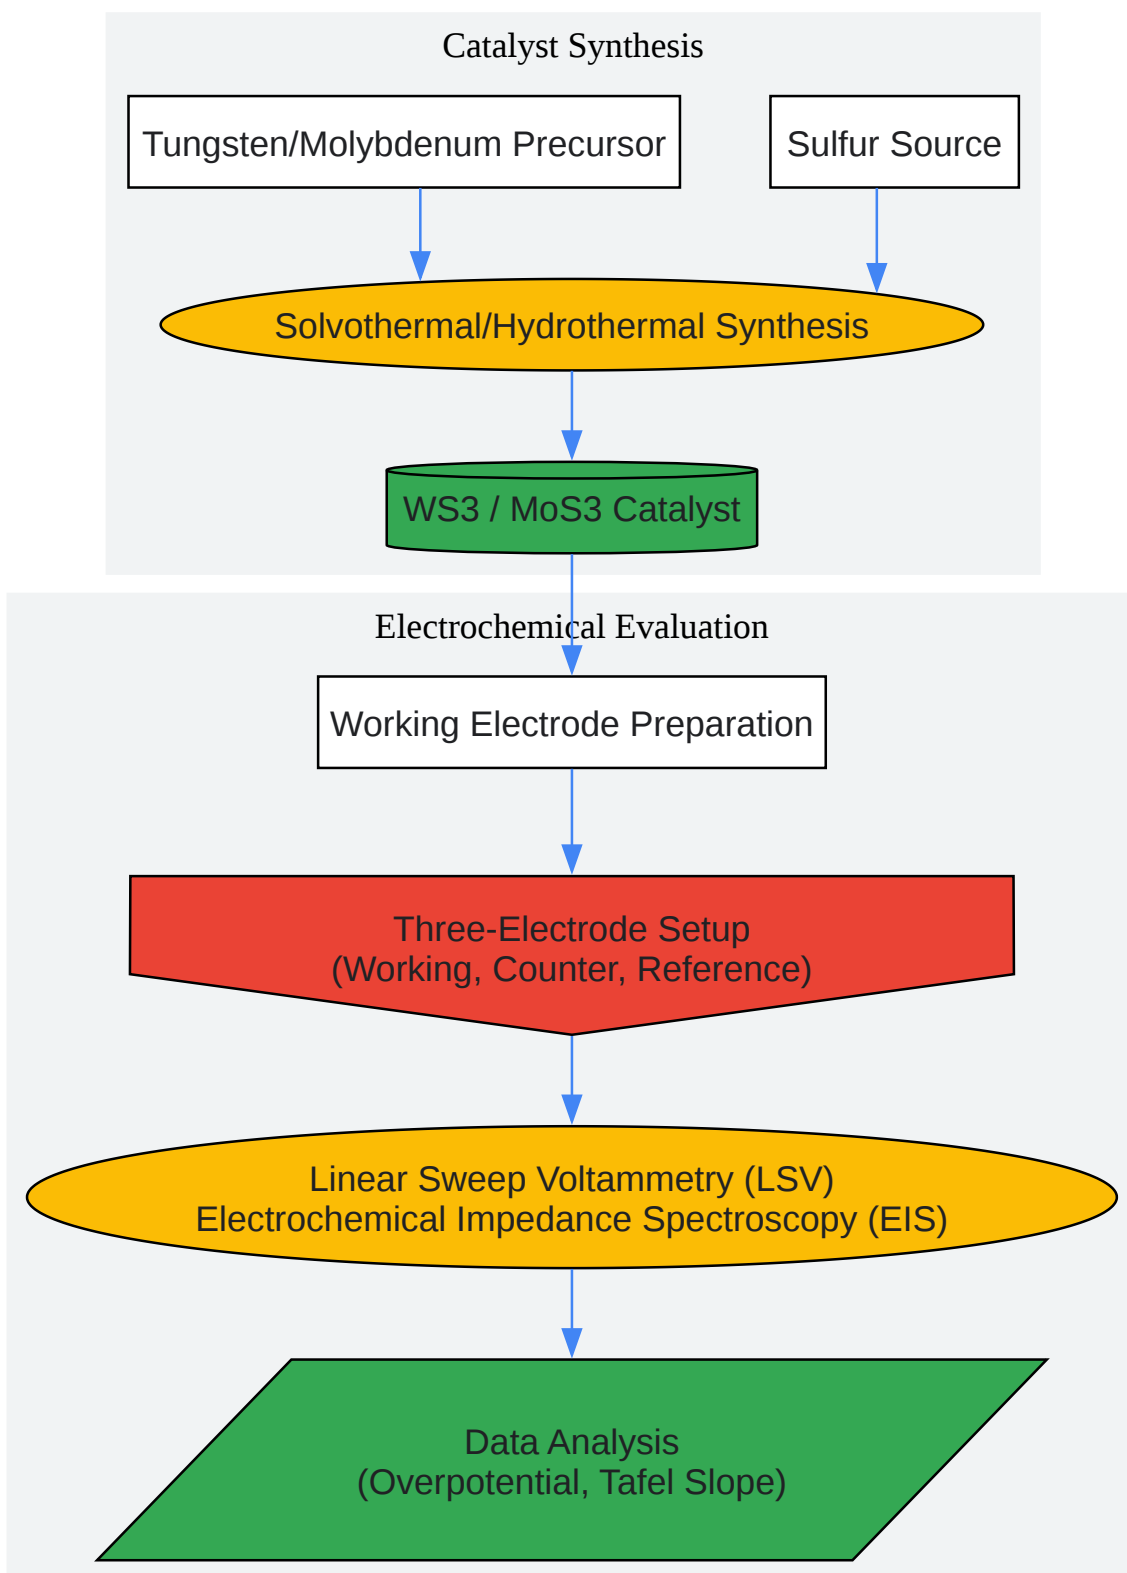 Catalyst Synthesis
Tungsten/Molybdenum Precursor
Sulfur Source
Solvothermal/Hydrothermal Synthesis
WS3 / MoS3 Catalyst
Electrochemical Evaluation
Working Electrode Preparation
Three-Electrode Setup
(Working, Counter, Reference)
Linear Sweep Voltammetry (LSV)
Electrochemical Impedance Spectroscopy (EIS)
Data Analysis
(Overpotential, Tafel Slope)